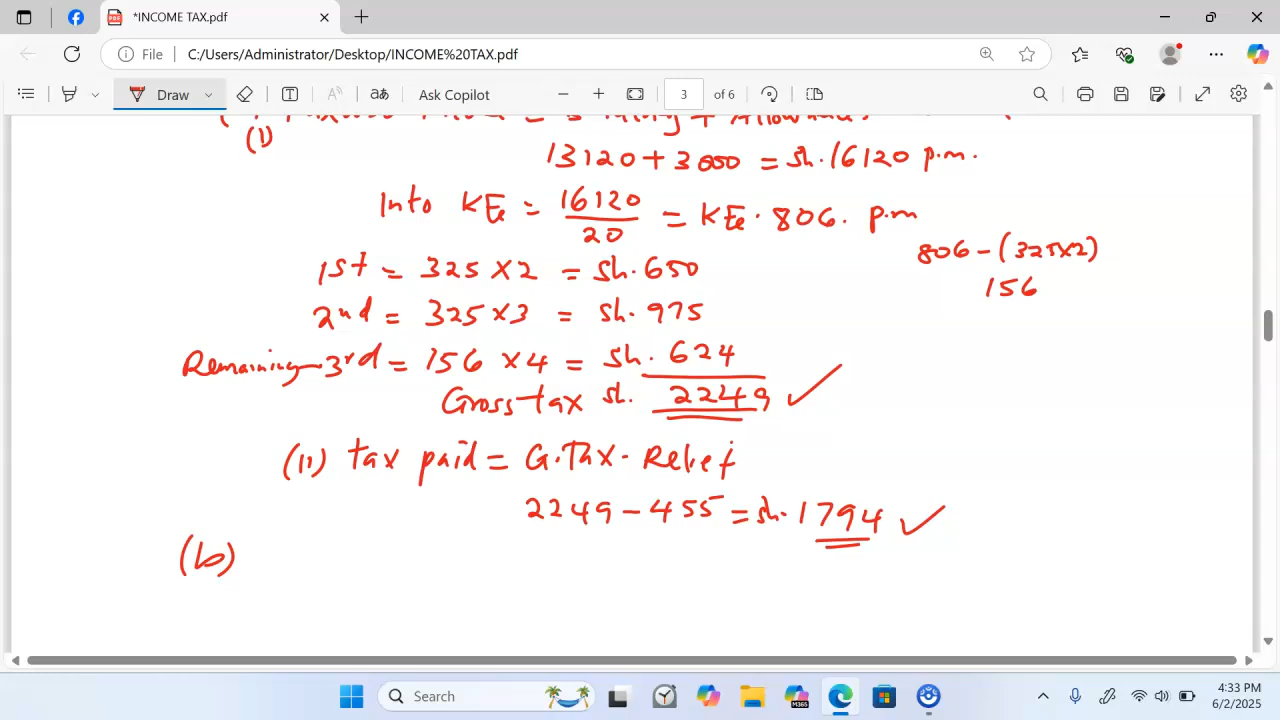 *INCOME TAX.pdf
File C:/Users/Administrator/Desktop/INCOME%20TAX.pdf
Draw Ask Copilot 3 of 6
(1)
13120 + 3000 = sh. 16120 p.m.
Into KE = 16120 / 20 = KE. 806. p.m
806 - (325x2)
156
1st = 325 x 2 = sh. 650
2nd = 325 x 3 = sh. 975
Remaining 3rd = 156 x 4 = sh. 624
Gross tax sh. 2249
(11) tax paid = G.Tax - Relief
2249 - 455 = sh. 1794
(b)
Search
4:33 PM
6/2/2025